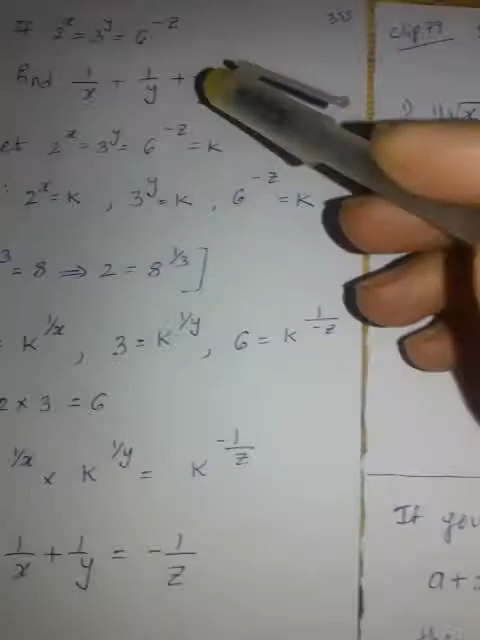 If 2^x = 3^y = 6^-z
355
find 1/x + 1/y +
2^x = 3^y = 6^-z = K
2^x = K , 3^y = K , 6^-z = K
3 = 8 ⇒ 2 = 8^1/3 ]
= K^1/x , 3 = K^1/y , 6 = K^1/-z
2 × 3 = 6
1/x × K^1/y = K^-1/z
1/x + 1/y = -1/z
clip 79
1)
If you
a +